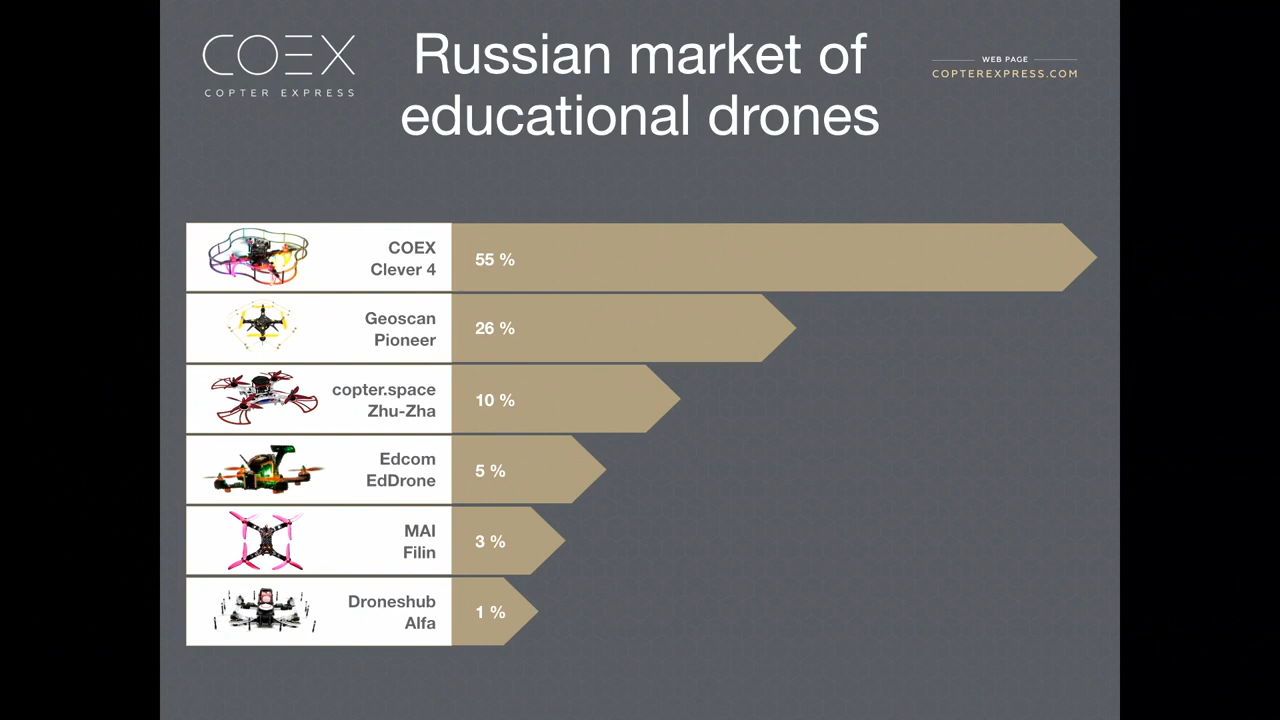 COEX
COPTER EXPRESS
Russian market of
educational drones
WEB PAGE
COPTEREXPRESS.COM
COEX
Clever 4
55 %
Geoscan
Pioneer
26 %
copter.space
Zhu-Zha
10 %
Edcom
EdDrone
5 %
MAI
Filin
3 %
Droneshub
Alfa
1 %